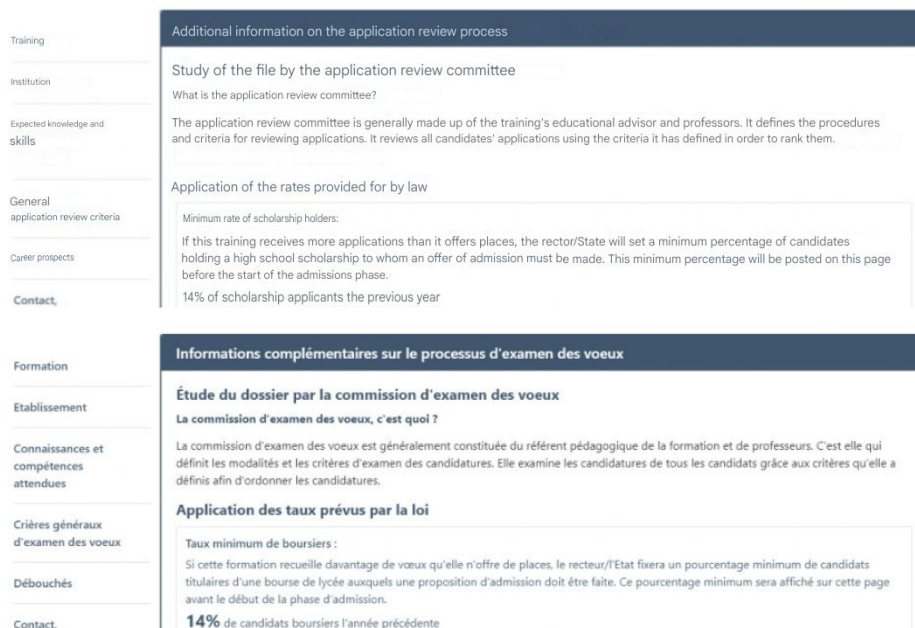 Training
Institution
Expected knowledge and
skills
General
application review criteria
Career prospects
Contact,
Additional information on the application review process
Study of the file by the application review committee
What is the application review committee?
The application review committee is generally made up of the training's educational advisor and professors. It defines the procedures
and criteria for reviewing applications. It reviews all candidates' applications using the criteria it has defined in order to rank them.
Application of the rates provided for by law
Minimum rate of scholarship holders:
If this training receives more applications than it offers places, the rector/State will set a minimum percentage of candidates
holding a high school scholarship to whom an offer of admission must be made. This minimum percentage will be posted on this page
before the start of the admissions phase.
14% of scholarship applicants the previous year
Formation
Etablissement
Connaissances et
compétences
attendues
Crières généraux
d'examen des voeux
Débouchés
Contact,
Informations complémentaires sur le processus d'examen des voeux
Étude du dossier par la commission d'examen des voeux
La commission d'examen des voeux, c'est quoi ?
La commission d'examen des voeux est généralement constituée du référent pédagogique de la formation et de professeurs. C'est elle qui
définit les modalités et les critères d'examen des candidatures. Elle examine les candidatures de tous les candidats grâce aux critères qu'elle a
définis afin d'ordonner les candidatures.
Application des taux prévus par la loi
Taux minimum de boursiers :
Si cette formation recueille davantage de vœux qu'elle n'offre de places, le recteur/l'Etat fixera un pourcentage minimum de candidats
titulaires d'une bourse de lycée auxquels une proposition d'admission doit être faite. Ce pourcentage minimum sera affiché sur cette page
avant le début de la phase d'admission.
14% de candidats boursiers l'année précédente